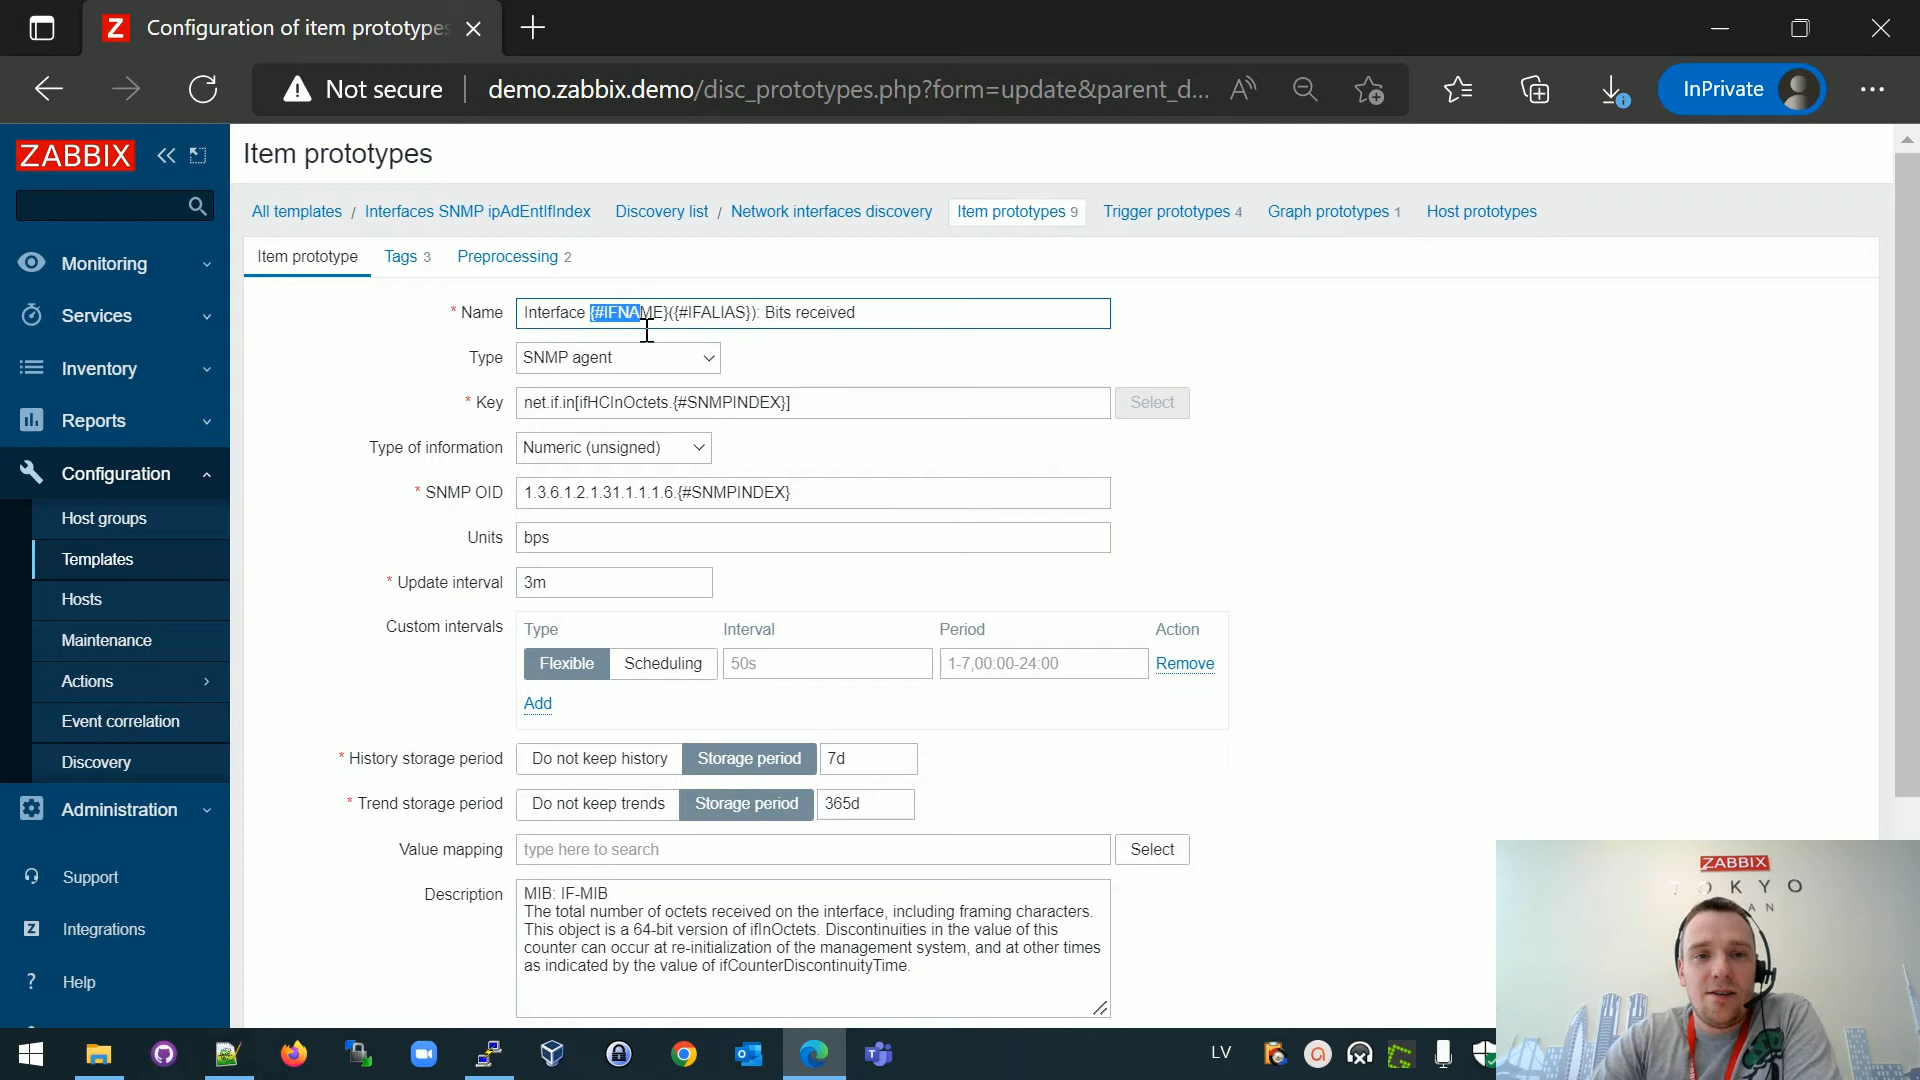 Configuration of item prototypes
Not secure
demo.zabbix.demo/disc_prototypes.php?form=update&parent_d...
InPrivate
ZABBIX
Item prototypes
All templates / Interfaces SNMP ipAdEntIfIndex Discovery list / Network interfaces discovery Item prototypes 9 Trigger prototypes 4 Graph prototypes 1 Host prototypes
Item prototype Tags 3 Preprocessing 2
Monitoring
Services
Inventory
Reports
Configuration
Host groups
Templates
Hosts
Maintenance
Actions
Event correlation
Discovery
Administration
Support
Integrations
Help
* Name Interface {#IFNAME}({#IFALIAS}): Bits received
Type SNMP agent
* Key net.if.in[ifHCInOctets.{#SNMPINDEX}] Select
Type of information Numeric (unsigned)
* SNMP OID 1.3.6.1.2.1.31.1.1.1.6.{#SNMPINDEX}
Units bps
* Update interval 3m
Custom intervals Type Interval Period Action
Flexible Scheduling 50s 1-7,00:00-24:00 Remove
Add
* History storage period Do not keep history Storage period 7d
* Trend storage period Do not keep trends Storage period 365d
Value mapping type here to search Select
Description MIB: IF-MIB
The total number of octets received on the interface, including framing characters.
This object is a 64-bit version of ifInOctets. Discontinuities in the value of this
counter can occur at re-initialization of the management system, and at other times
as indicated by the value of ifCounterDiscontinuityTime.
ZABBIX
TOKYO
LV